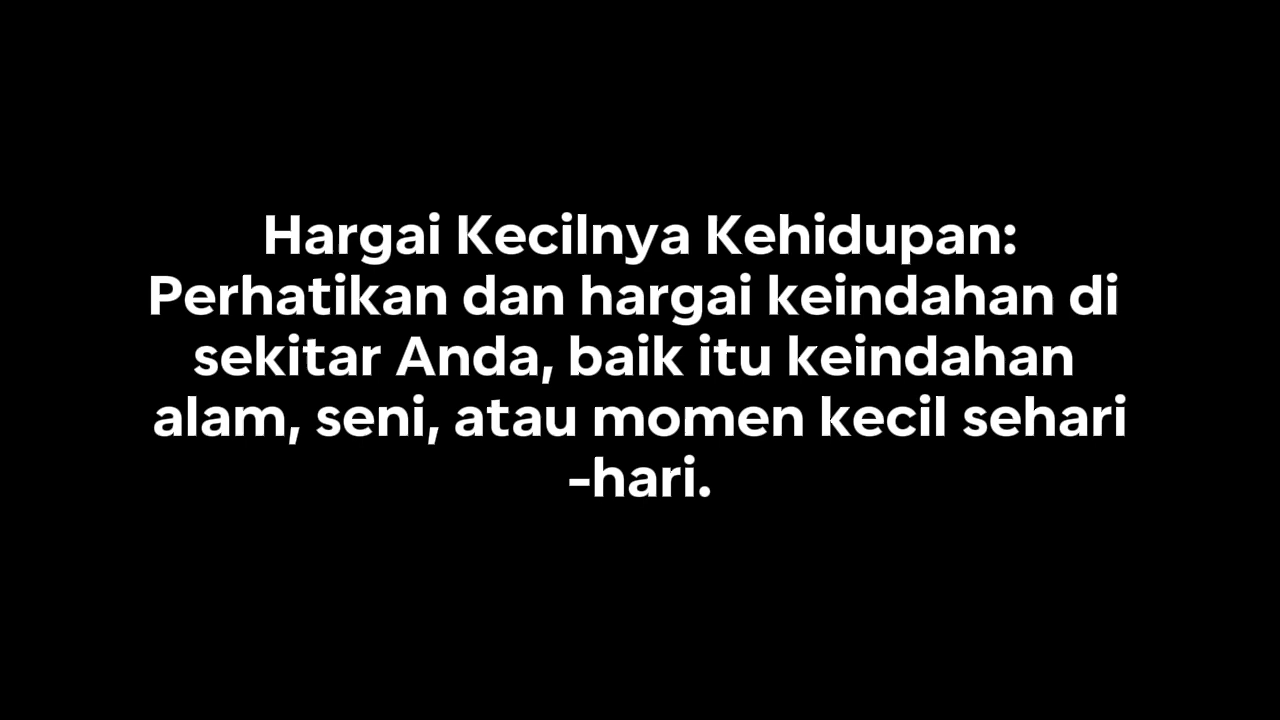 Hargai Kecilnya Kehidupan:
Perhatikan dan hargai keindahan di
sekitar Anda, baik itu keindahan
alam, seni, atau momen kecil sehari
-hari.